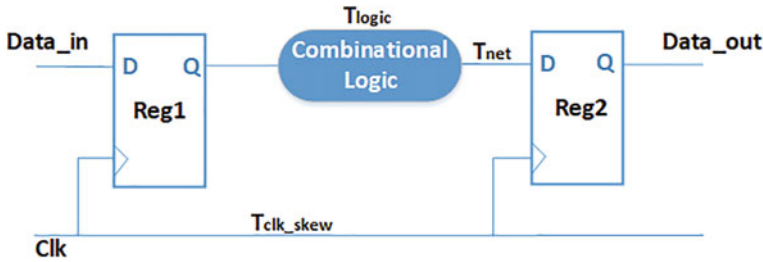 Tlogic
Data_in
Combinational
Logic
Tnet
Data_out
D Q
Reg1
D Q
Reg2
Tclk_skew
Clk